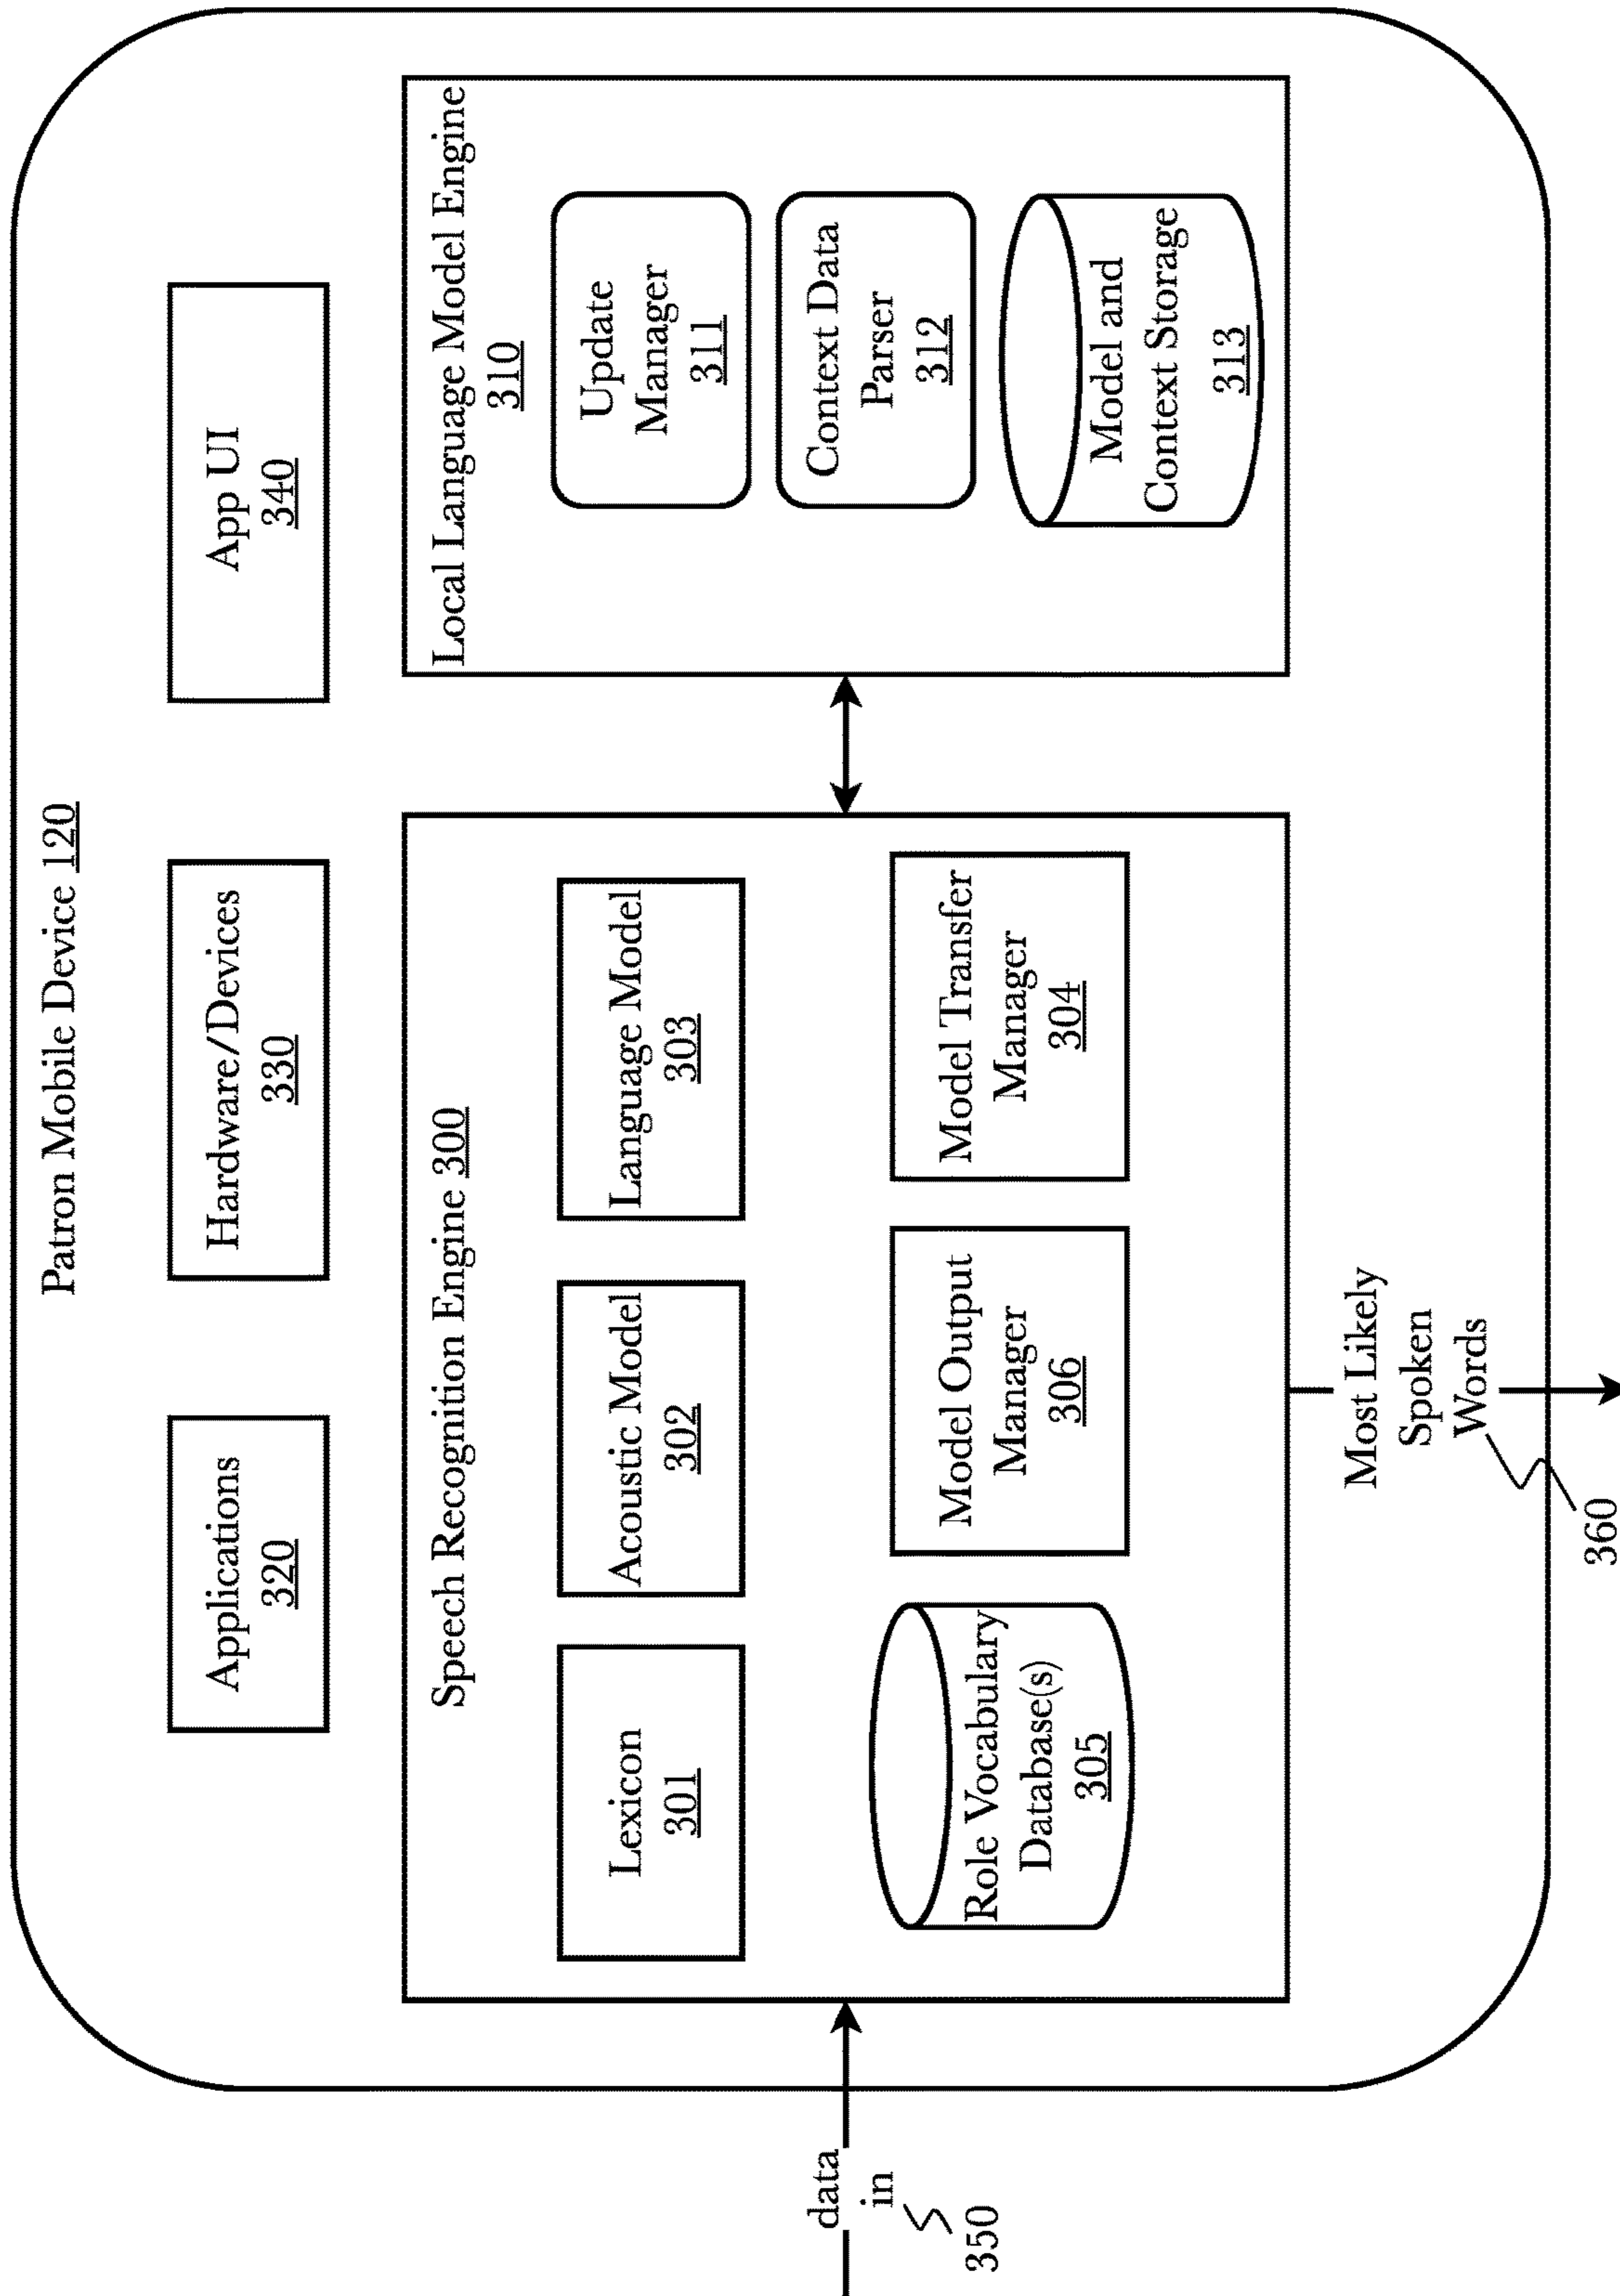 Patron Mobile Device 120
Applications
320
Hardware/Devices
330
App UI
340
Speech Recognition Engine 300
Lexicon
301
Acoustic Model
302
Language Model
303
Role Vocabulary
Database(s)
305
Model Output
Manager
306
Model Transfer
Manager
304
Local Language Model Engine
310
Update
Manager
311
Context Data
Parser
312
Model and
Context Storage
313
data
in
350
Most Likely
Spoken
Words
360